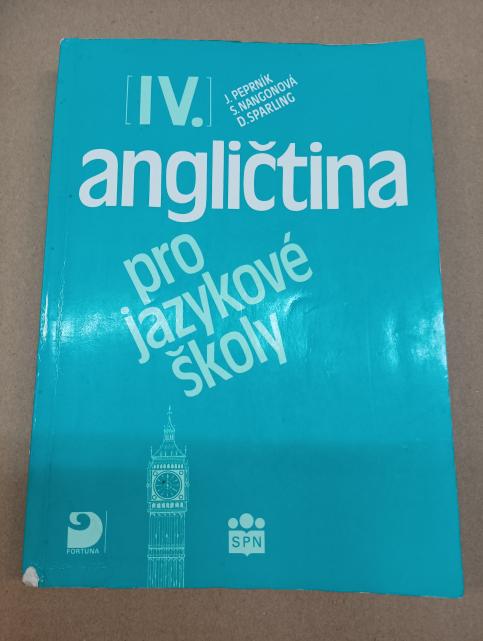 [IV.]
J. PEPRNÍK
S. NANGONOVÁ
D. SPARLING
angličtina
pro
jazykové
školy
FORTUNA
SPN